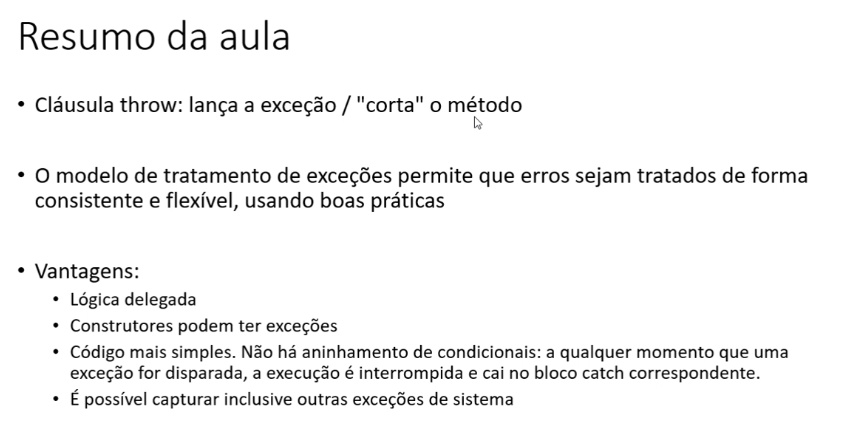 Resumo da aula
• Cláusula throw: lança a exceção / "corta" o método
• O modelo de tratamento de exceções permite que erros sejam tratados de forma
consistente e flexível, usando boas práticas
• Vantagens:
• Lógica delegada
• Construtores podem ter exceções
• Código mais simples. Não há aninhamento de condicionais: a qualquer momento que uma
exceção for disparada, a execução é interrompida e cai no bloco catch correspondente.
• É possível capturar inclusive outras exceções de sistema